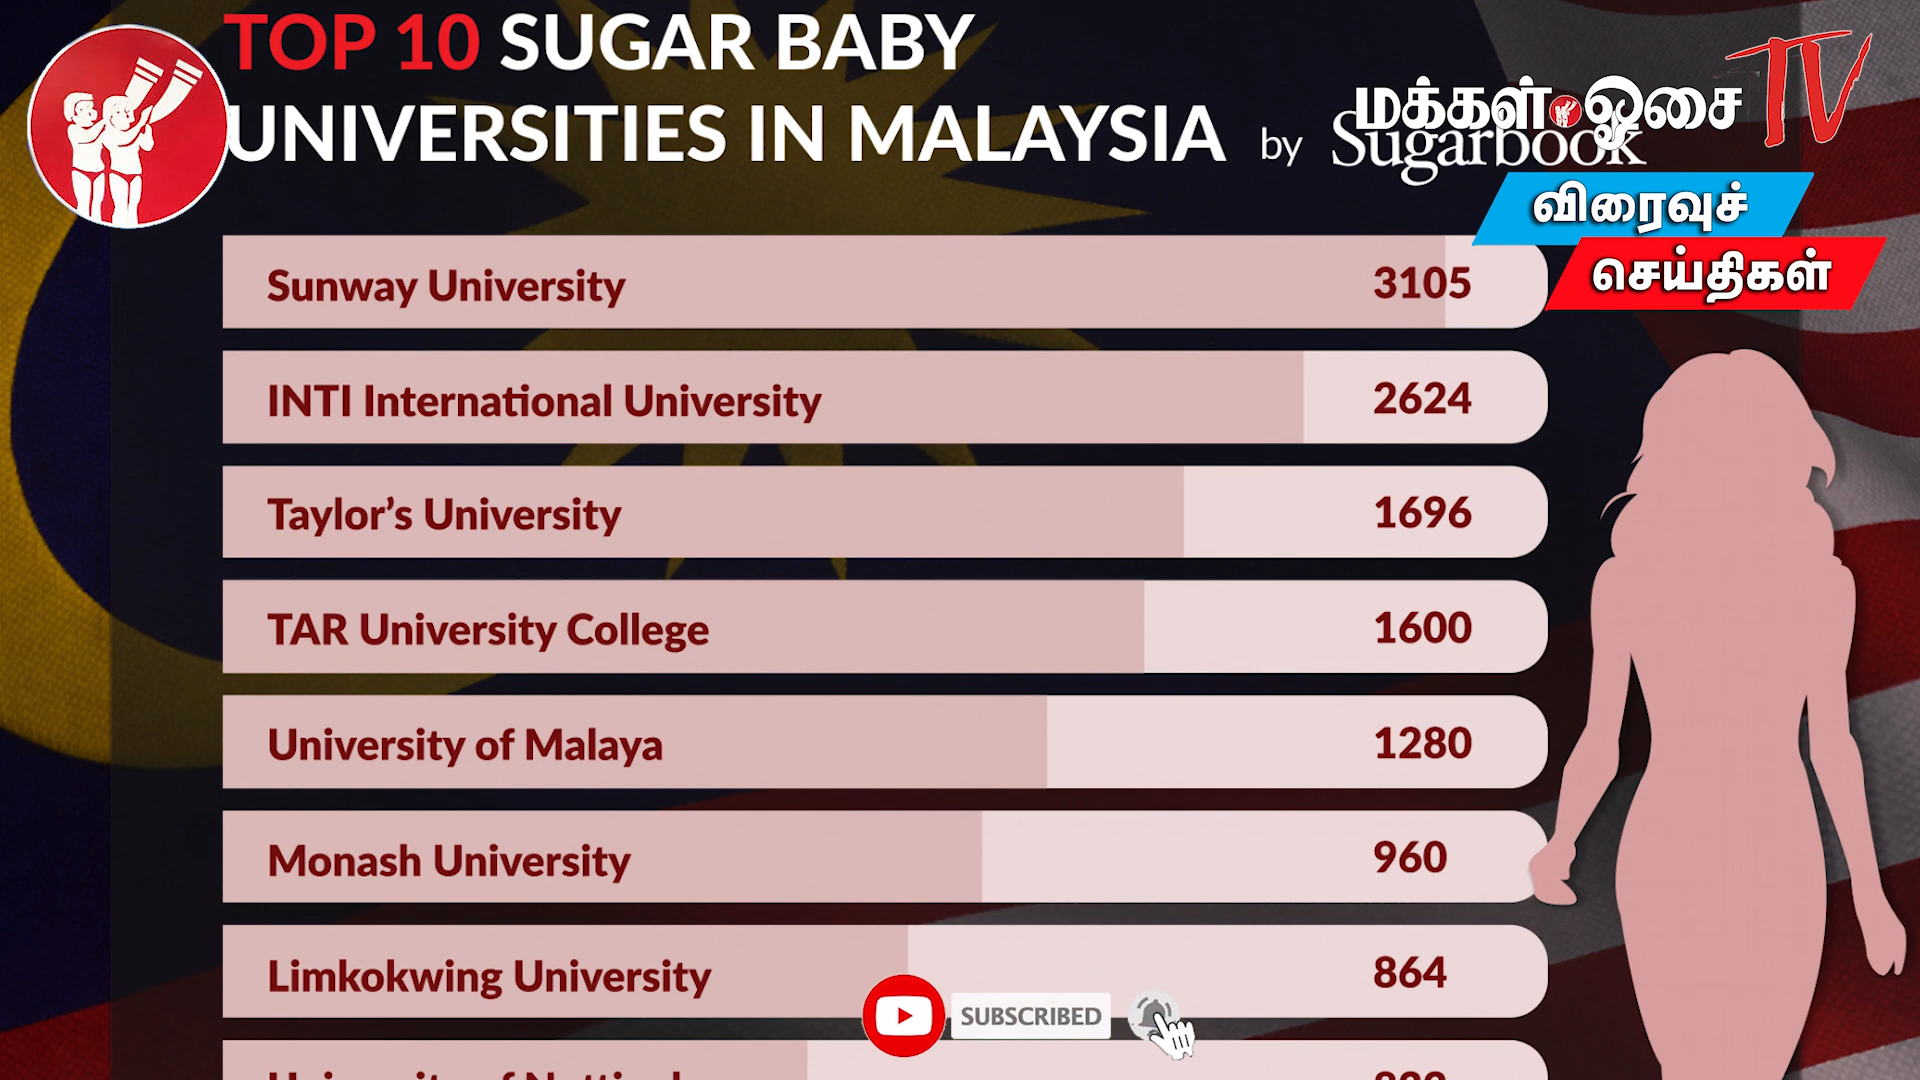 TOP 10 SUGAR BABY
UNIVERSITIES IN MALAYSIA by Sugarbook
மக்கள் ஓசை TV
விரைவுச்
செய்திகள்
Sunway University 3105
INTI International University 2624
Taylor's University 1696
TAR University College 1600
University of Malaya 1280
Monash University 960
Limkokwing University 864
SUBSCRIBED